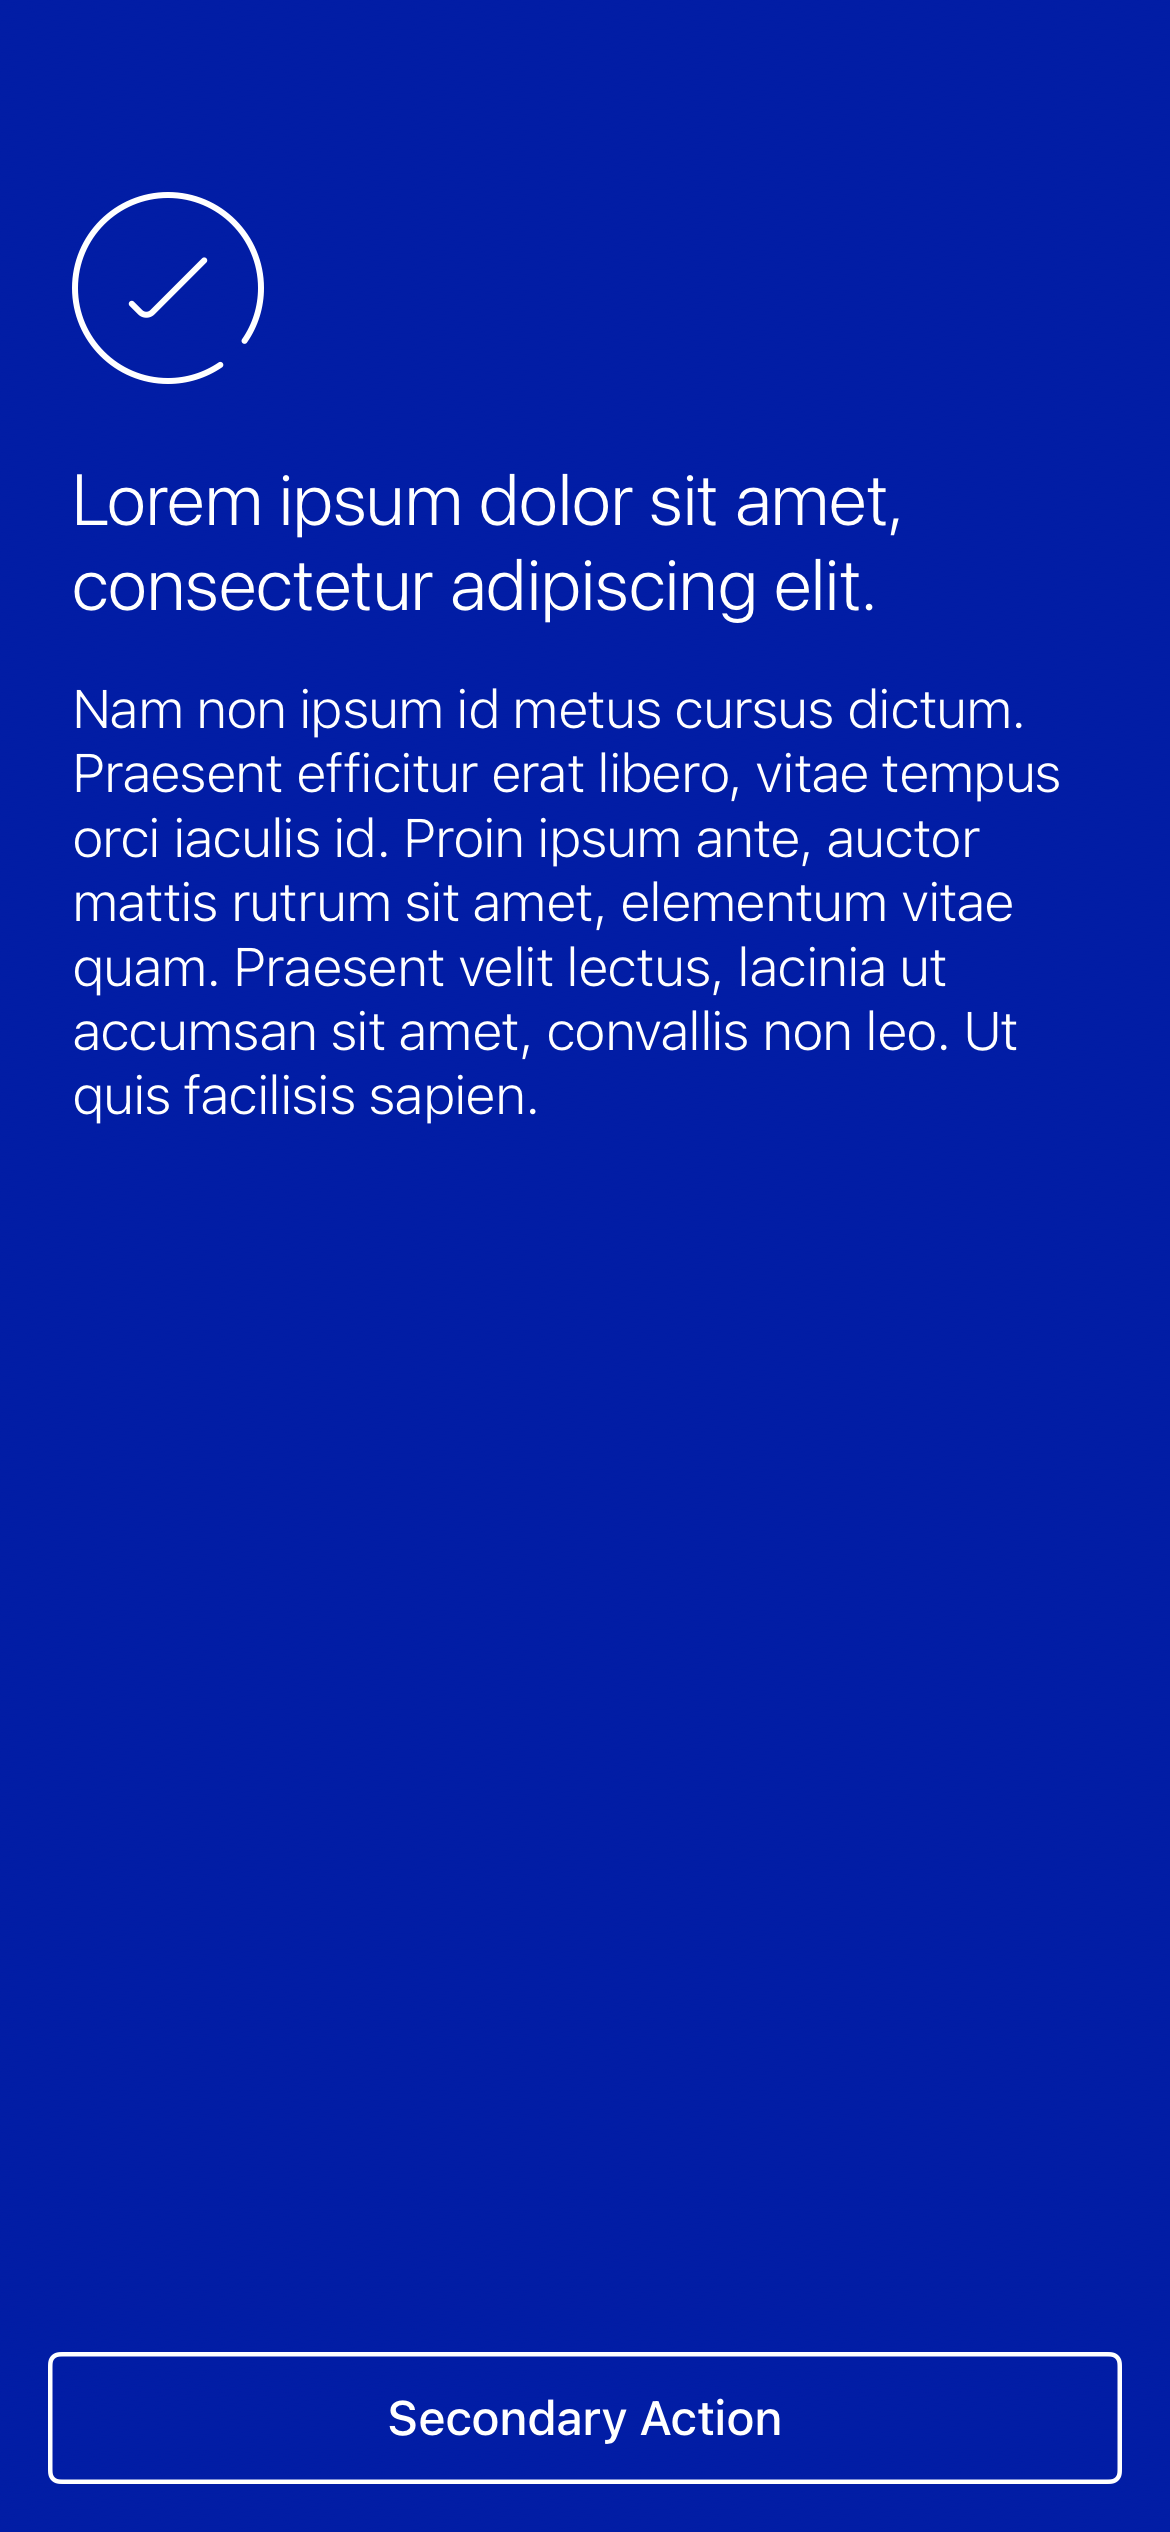 Lorem ipsum dolor sit amet,
consectetur adipiscing elit.
Nam non ipsum id metus cursus dictum.
Praesent efficitur erat libero, vitae tempus
orci iaculis id. Proin ipsum ante, auctor
mattis rutrum sit amet, elementum vitae
quam. Praesent velit lectus, lacinia ut
accumsan sit amet, convallis non leo. Ut
quis facilisis sapien.
Secondary Action